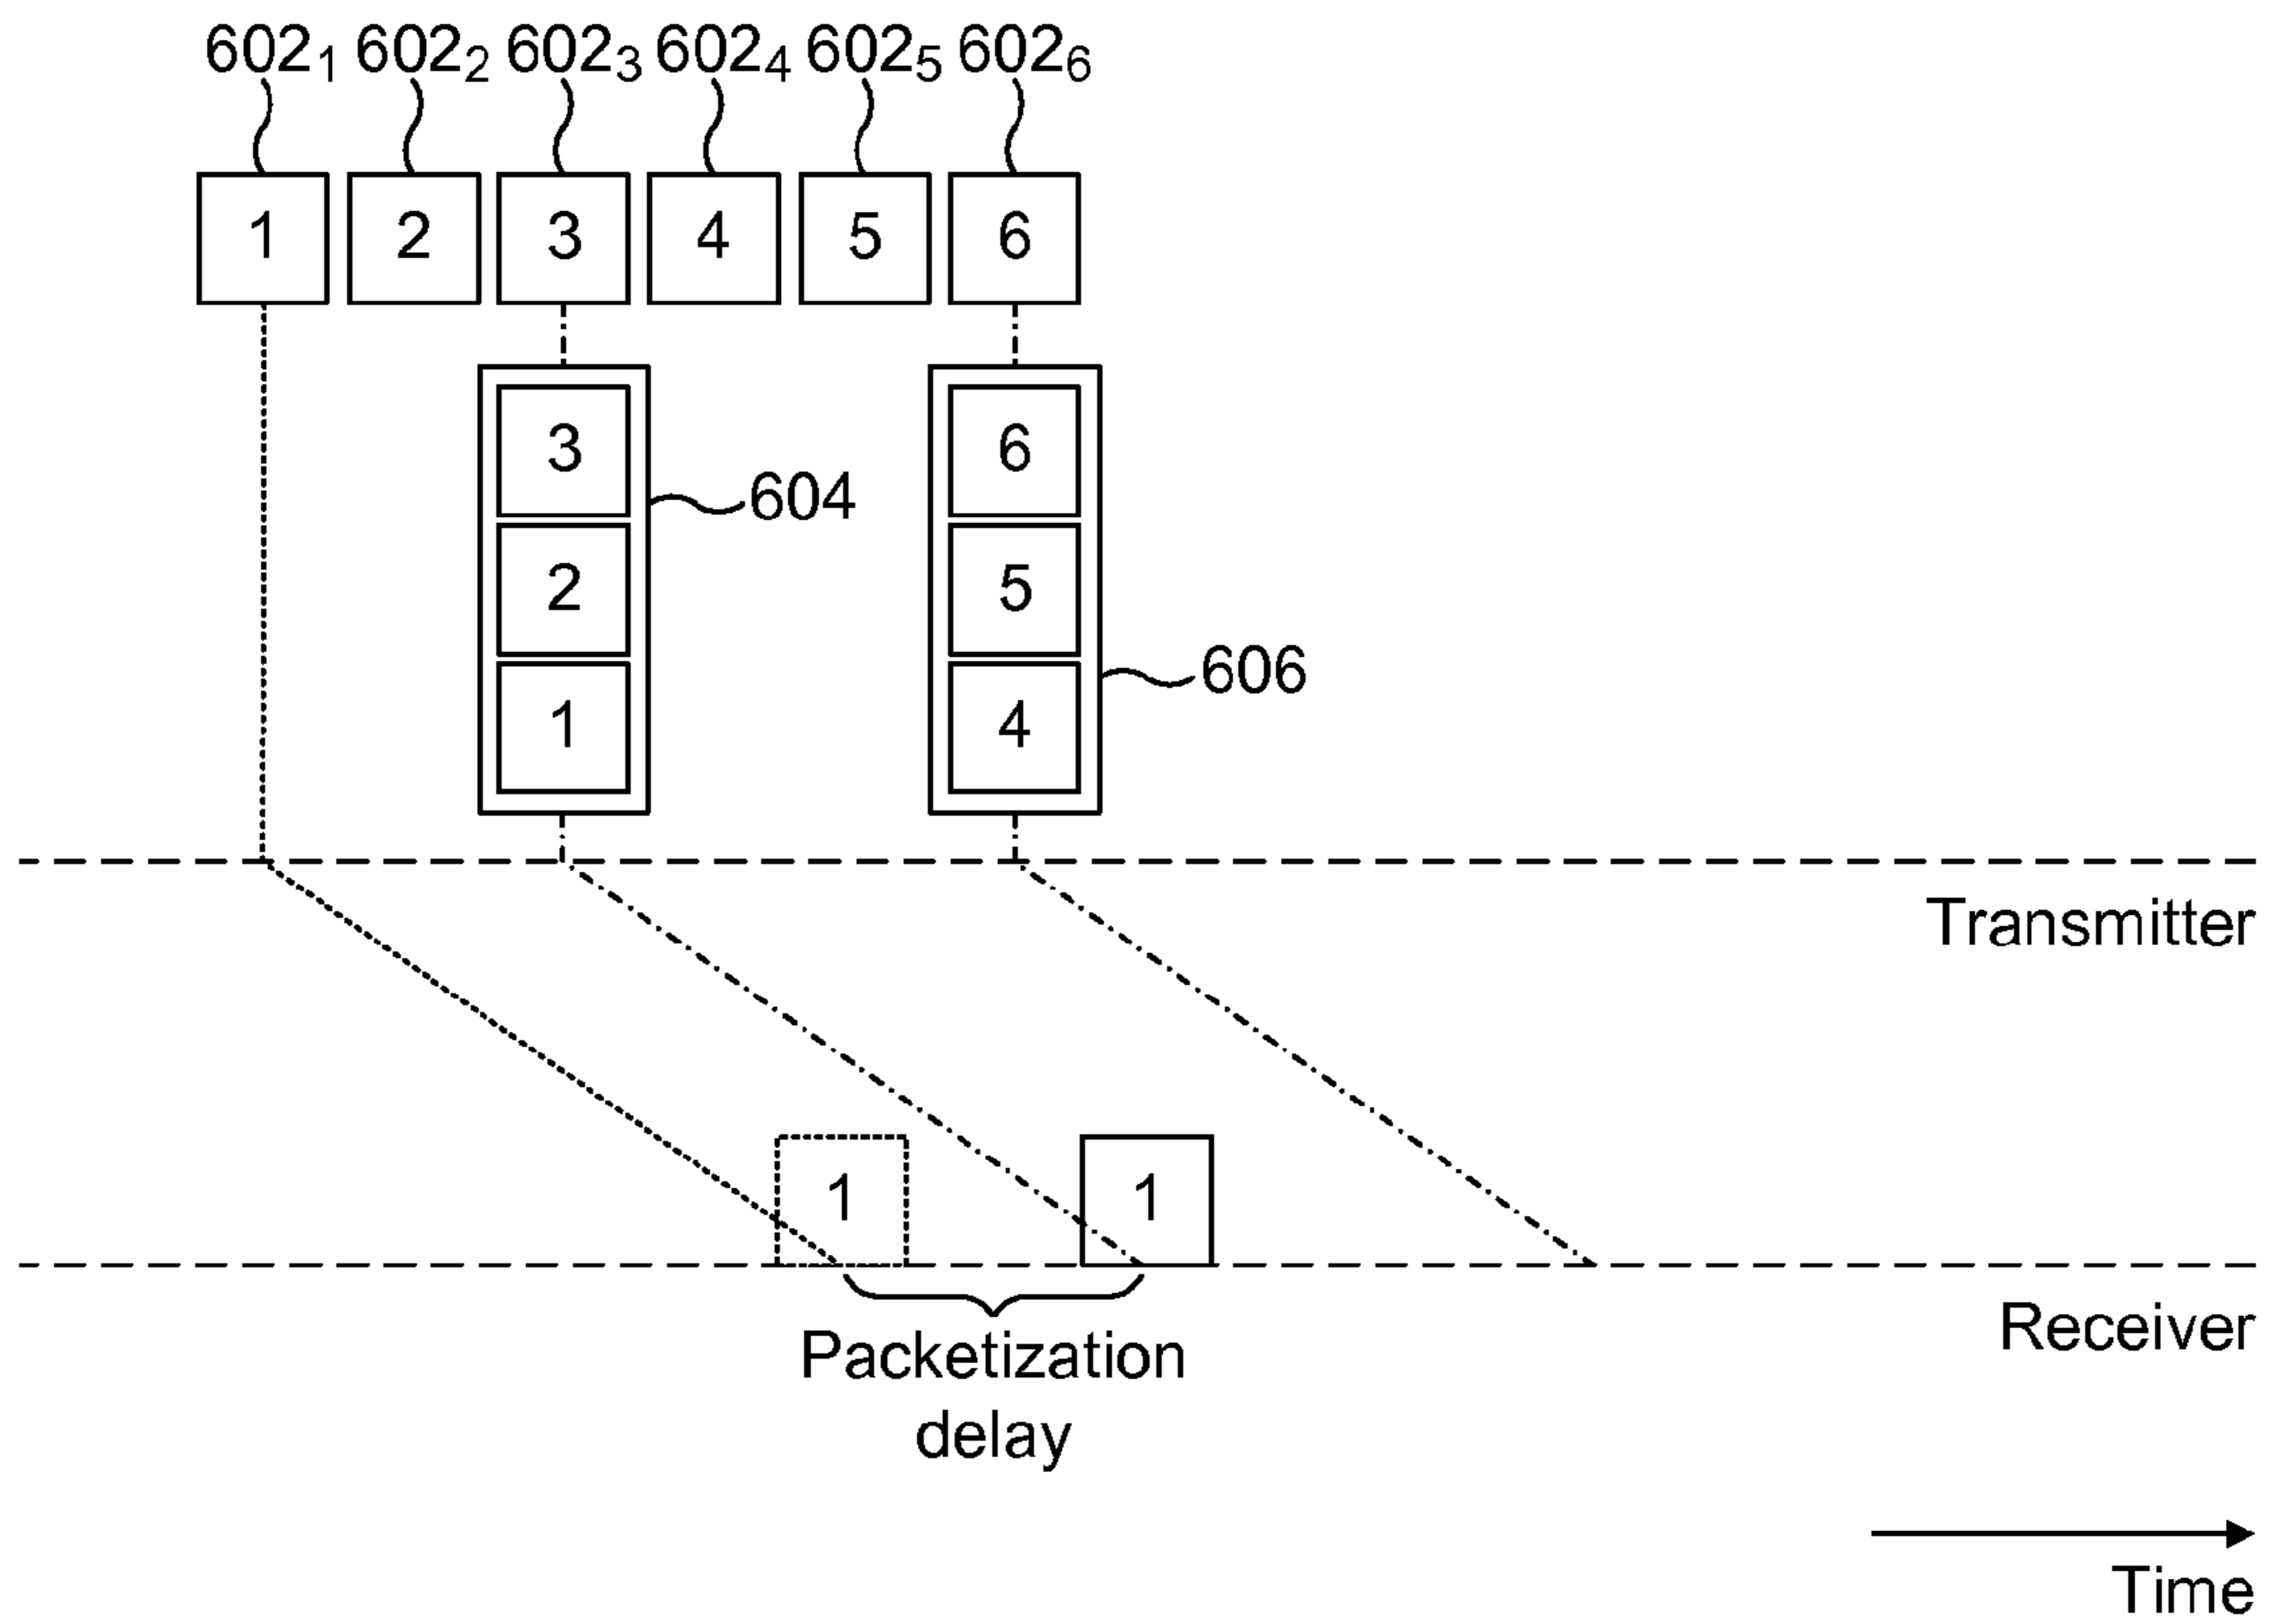 602₁ 602₂ 602₃ 602₄ 602₅ 602₆
1 2 3 4 5 6
3 6
604
2 5
606
1 4
Transmitter
1 1
Receiver
Packetization
delay
Time